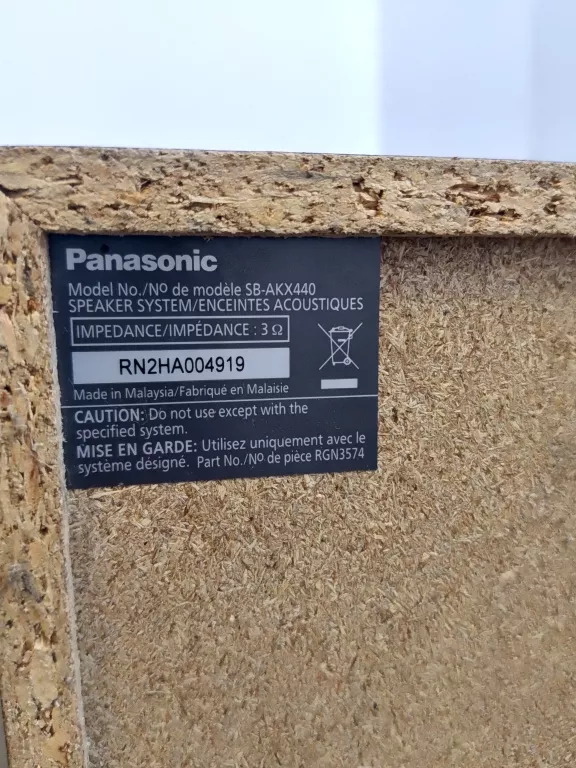 Panasonic
Model No./Nº de modèle SB-AKX440
SPEAKER SYSTEM/ENCEINTES ACOUSTIQUES
IMPEDANCE/IMPÉDANCE : 3 Ω
RN2HA004919
Made in Malaysia/Fabriqué en Malaisie
CAUTION: Do not use except with the
specified system.
MISE EN GARDE: Utilisez uniquement avec le
système désigné. Part No./Nº de pièce RGN3574